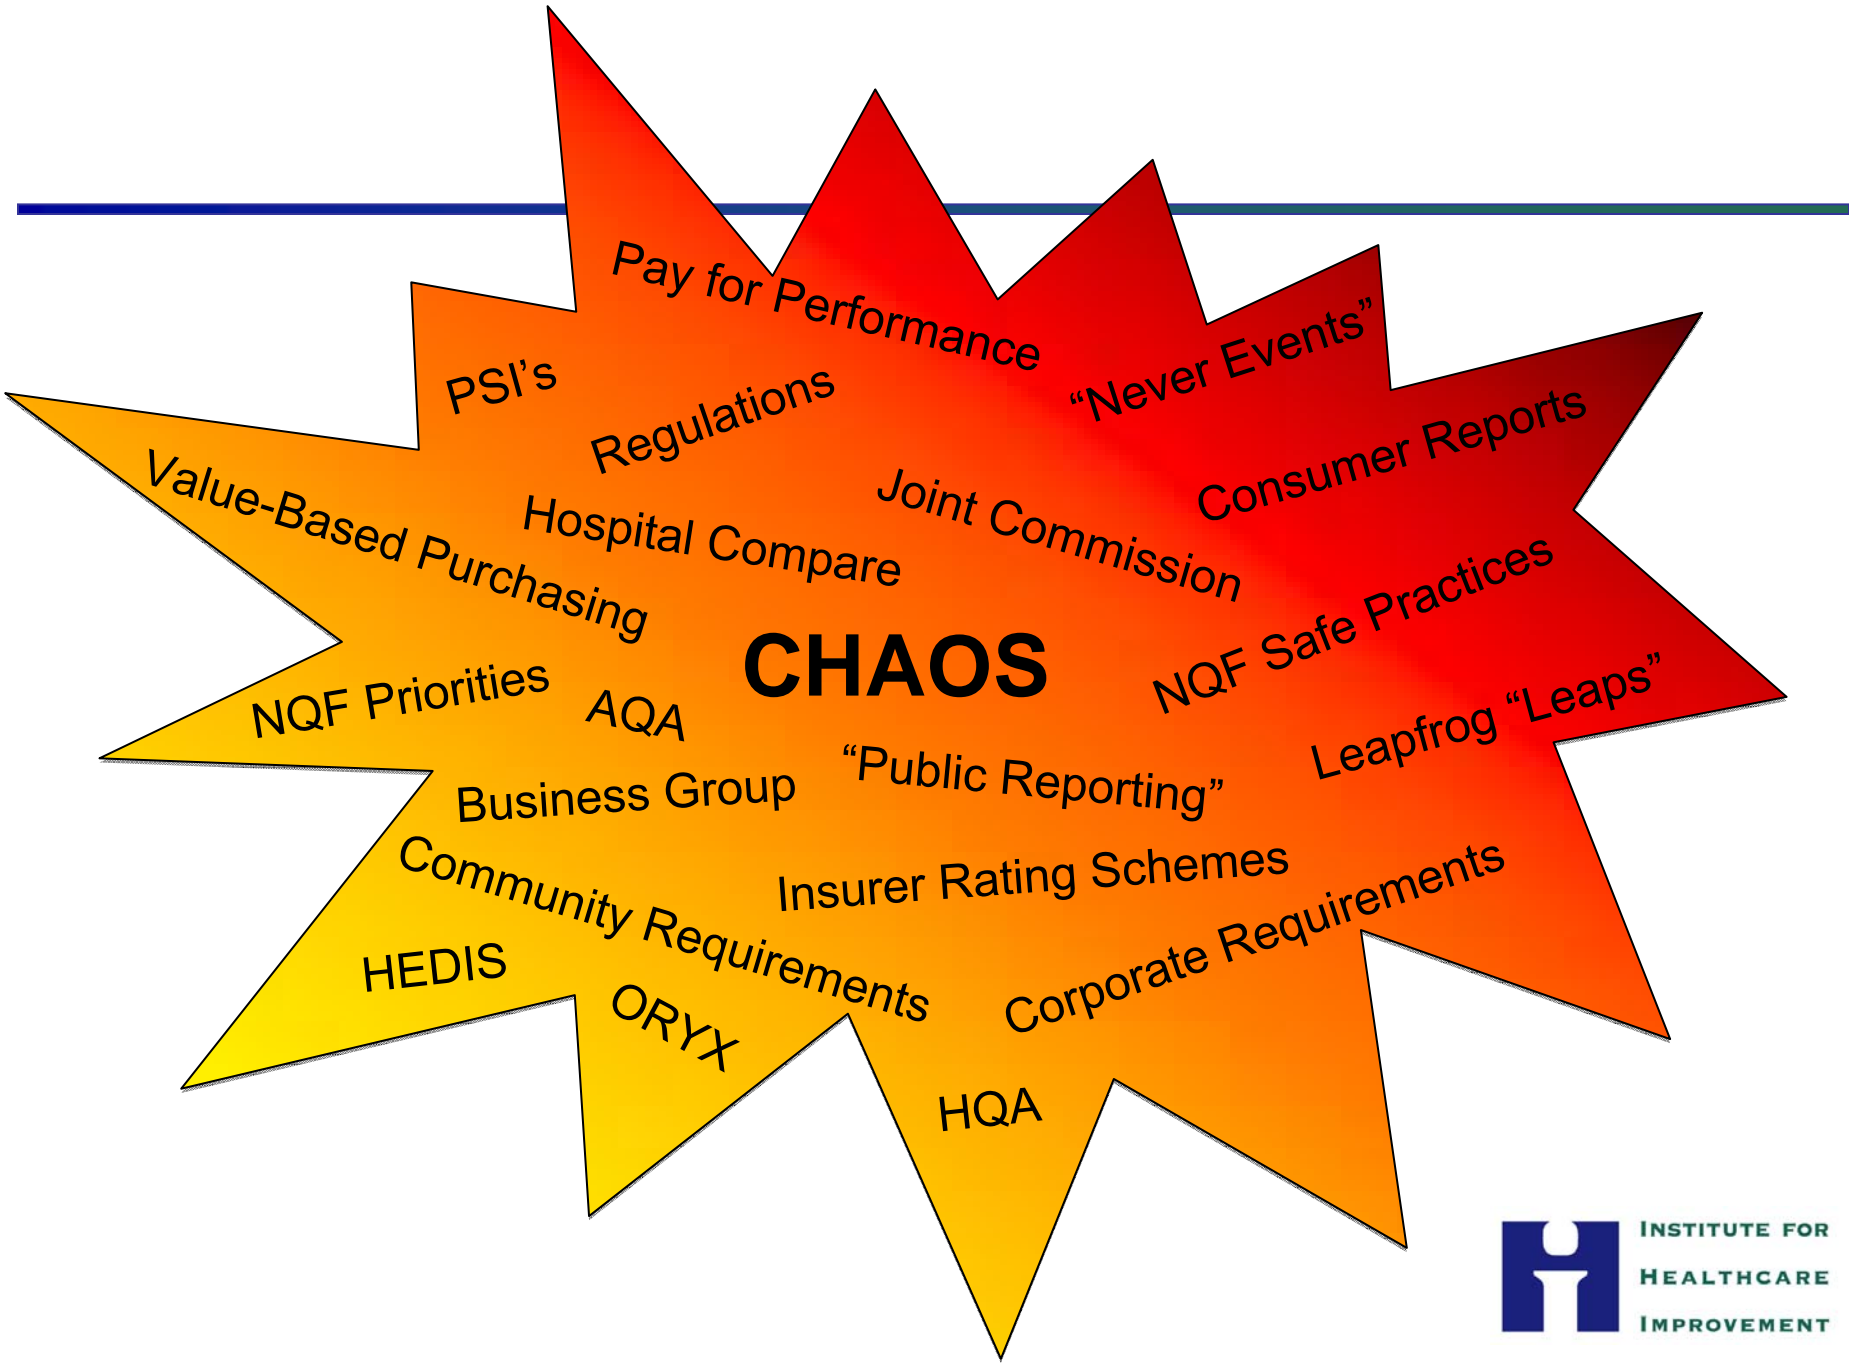 Pay for Performance
“Never Events”
PSI’s
Regulations
Consumer Reports
Value-Based Purchasing
Hospital Compare
Joint Commission
NQF Safe Practices
CHAOS
NQF Priorities
AQA
Leapfrog “Leaps”
“Public Reporting”
Business Group
Community Requirements
Insurer Rating Schemes
Corporate Requirements
HEDIS
ORYX
HQA
INSTITUTE FOR
HEALTHCARE
IMPROVEMENT